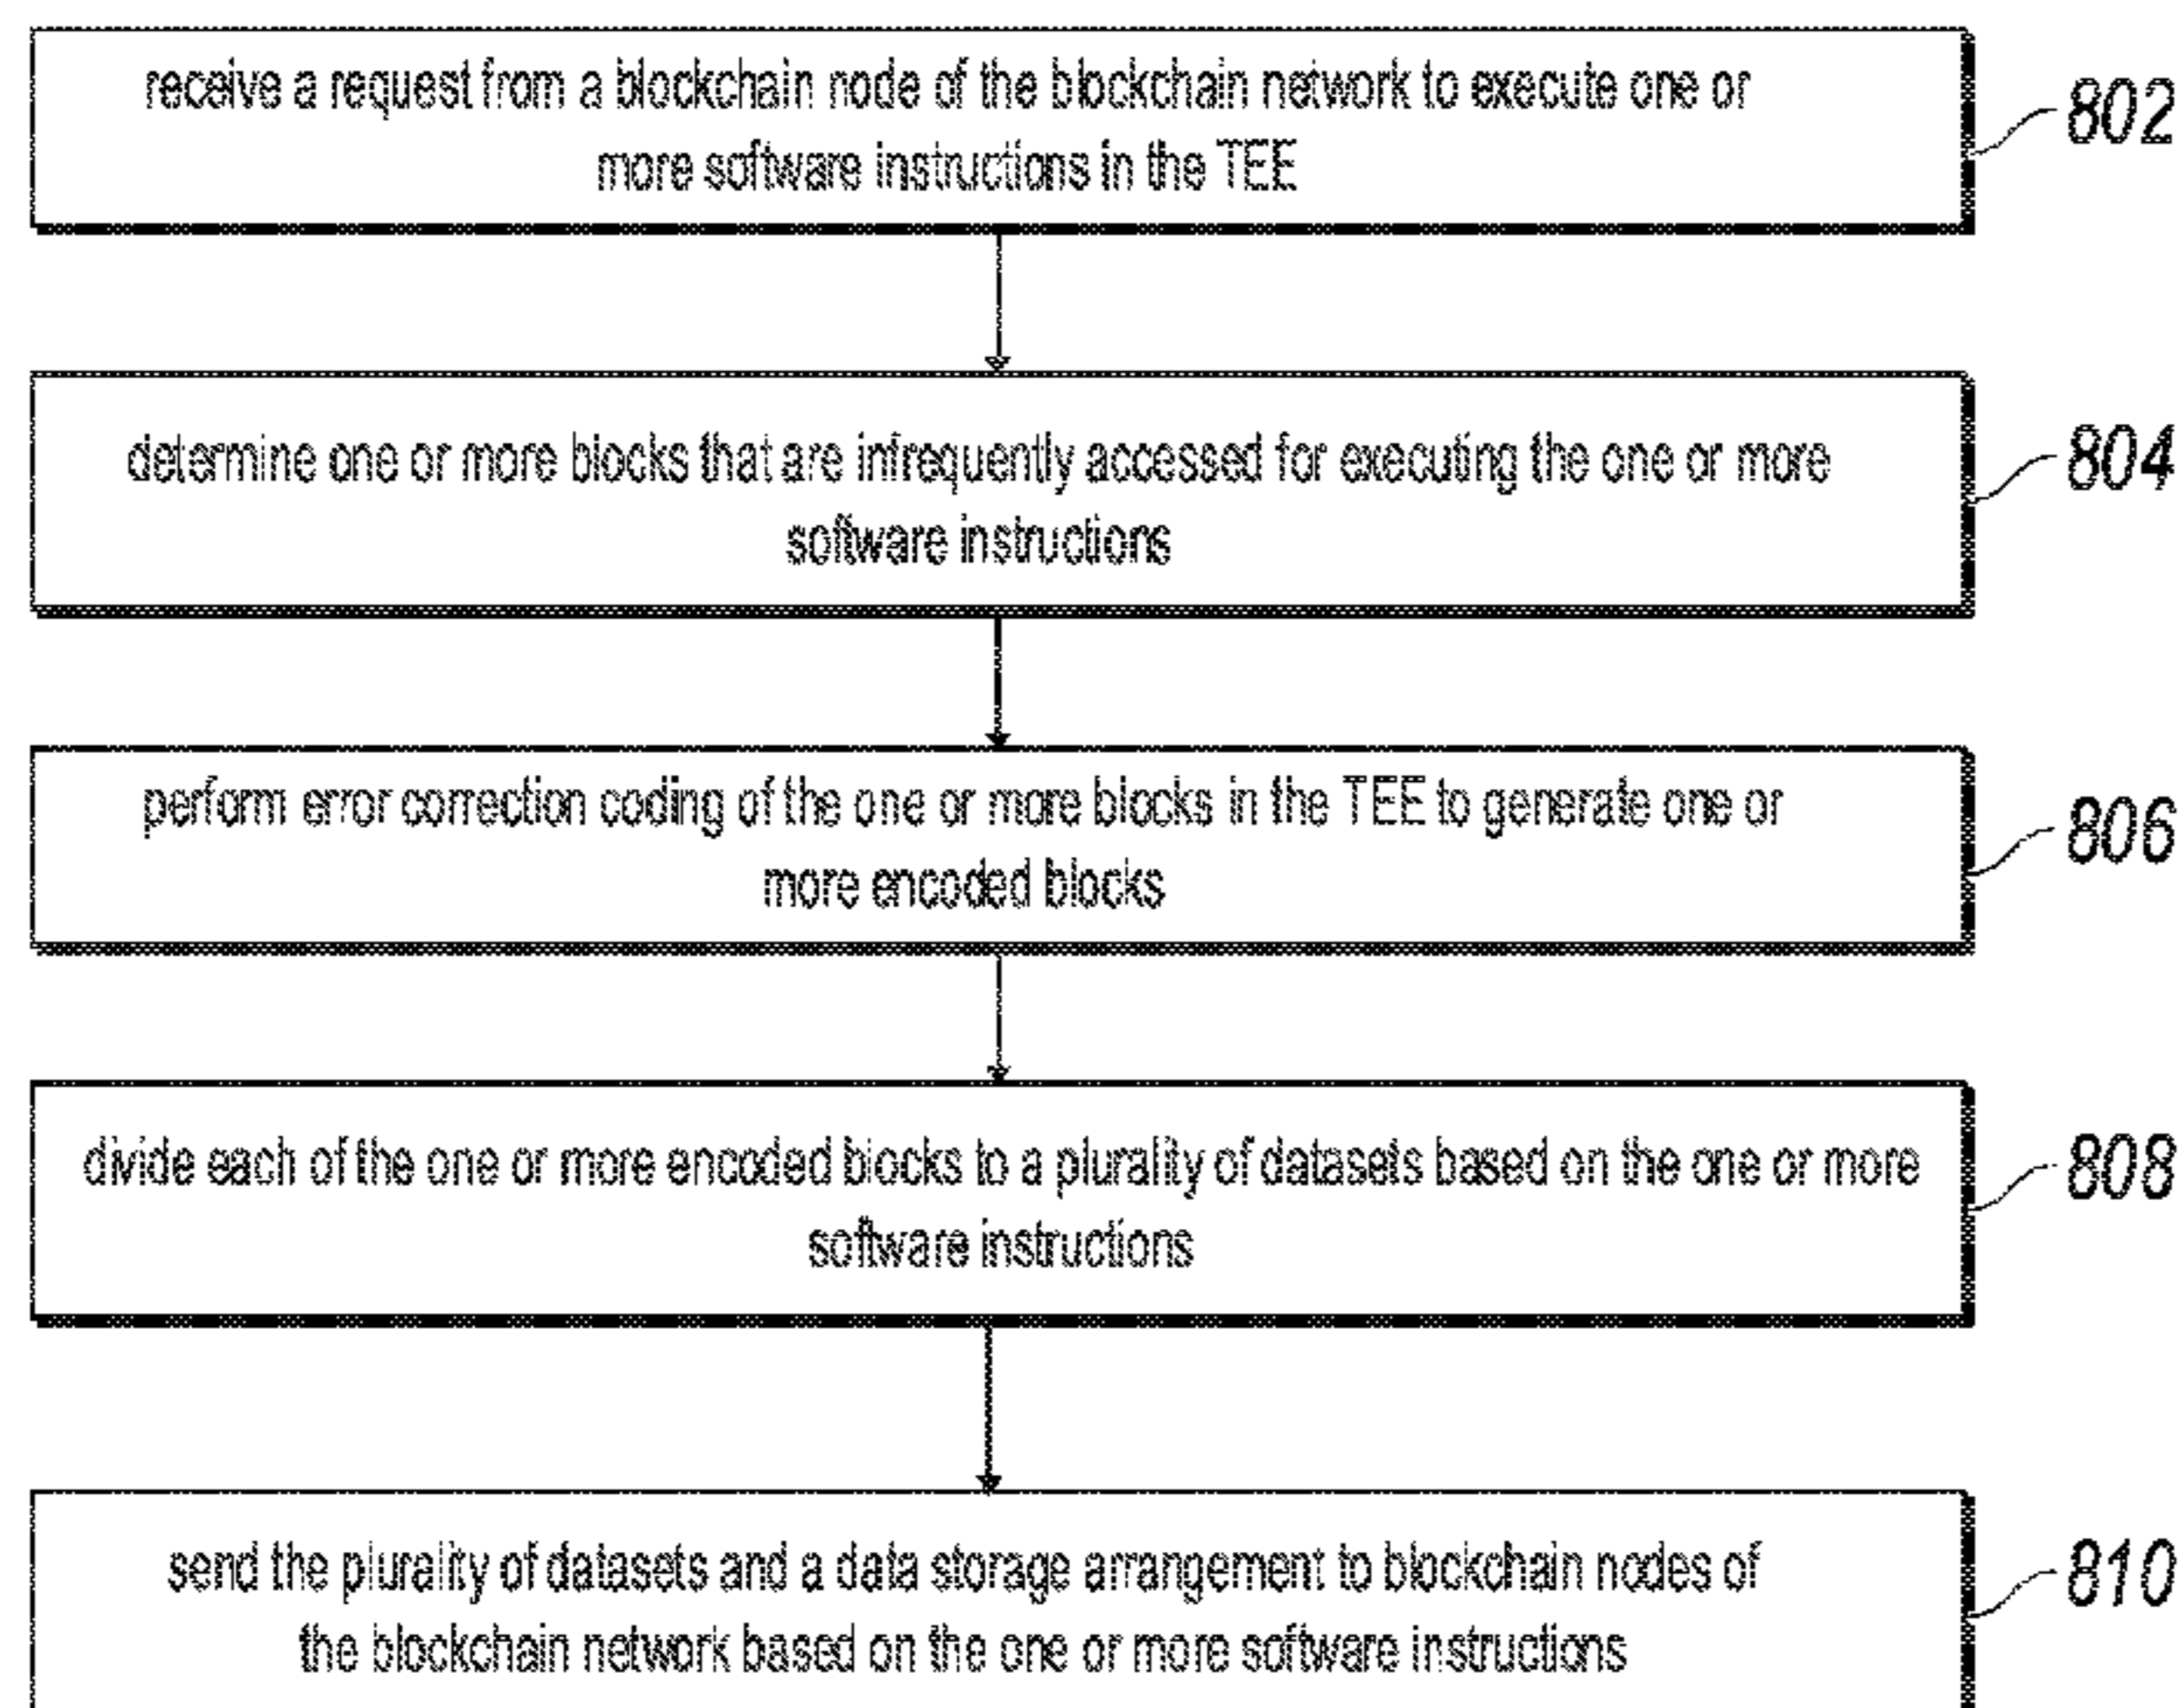 receive a request from a blockchain node of the blockchain network to execute one or
more software instructions in the TEE
802
determine one or more blocks that are infrequently accessed for executing the one or more
software instructions
804
perform error correction coding of the one or more blocks in the TEE to generate one or
more encoded blocks
806
divide each of the one or more encoded blocks to a plurality of datasets based on the one or more
software instructions
808
send the plurality of datasets and a data storage arrangement to blockchain nodes of
the blockchain network based on the one or more software instructions
810